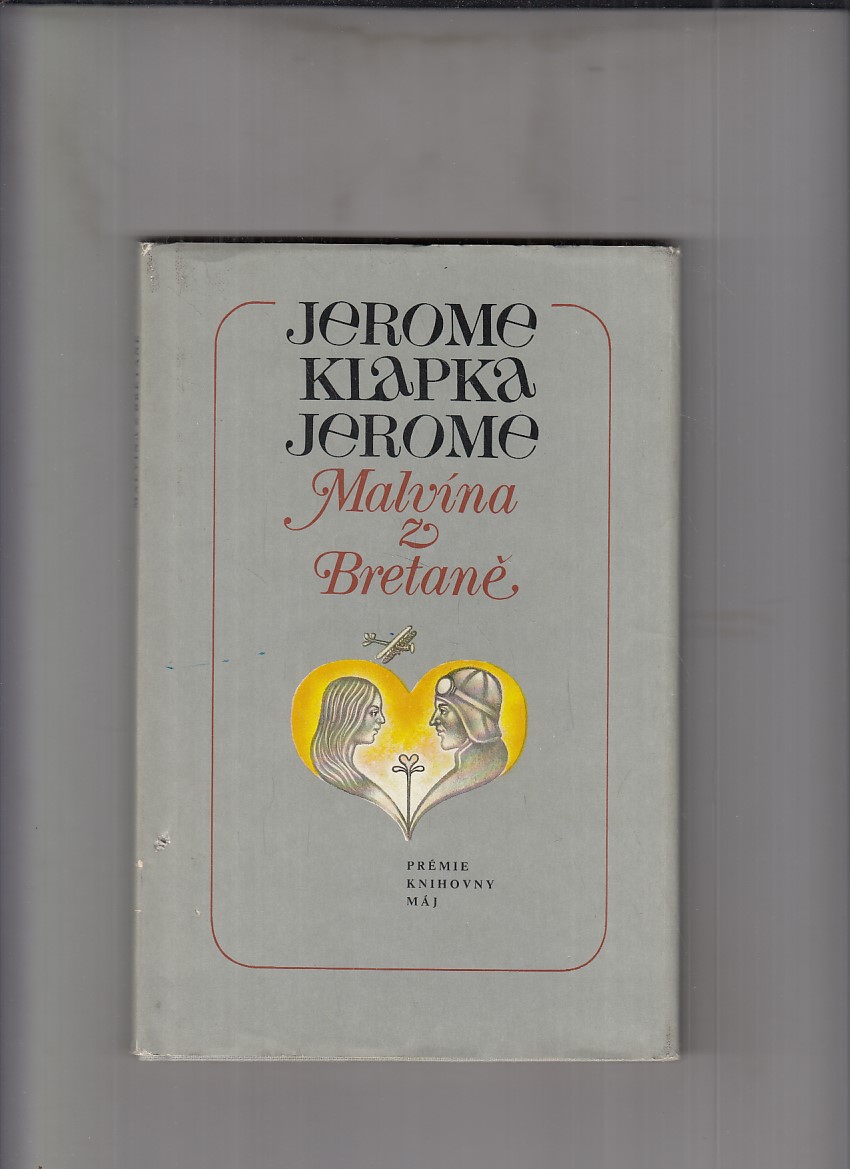 JEROME
KLAPKA
JEROME
Malvína
z
Bretaně
PRÉMIE
KNIHOVNY
MÁJ